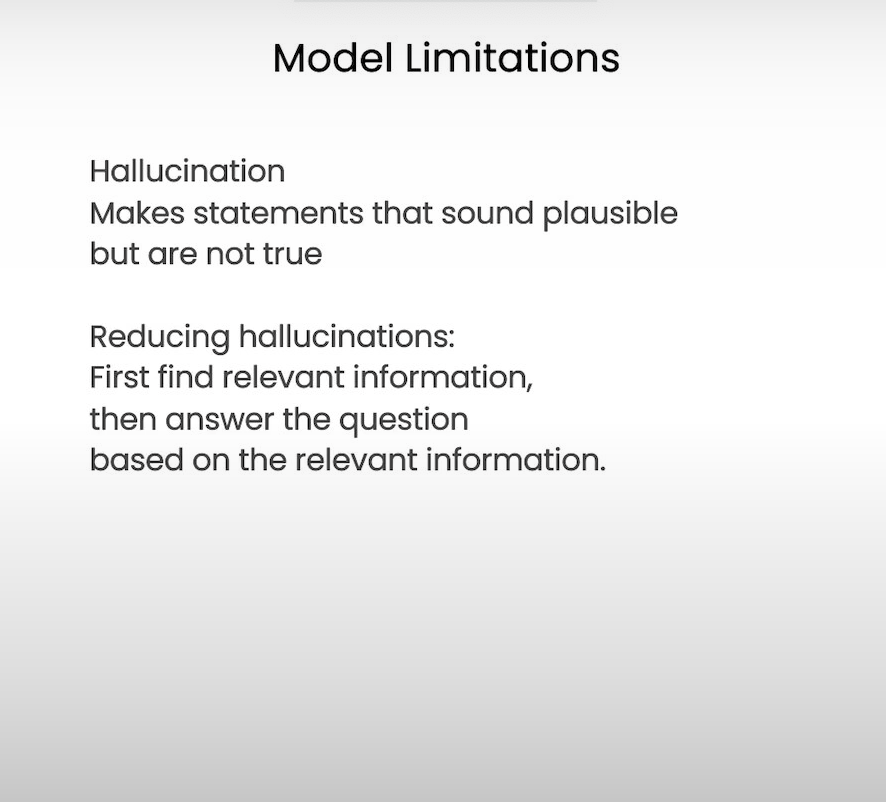 Model Limitations
Hallucination
Makes statements that sound plausible
but are not true
Reducing hallucinations:
First find relevant information,
then answer the question
based on the relevant information.